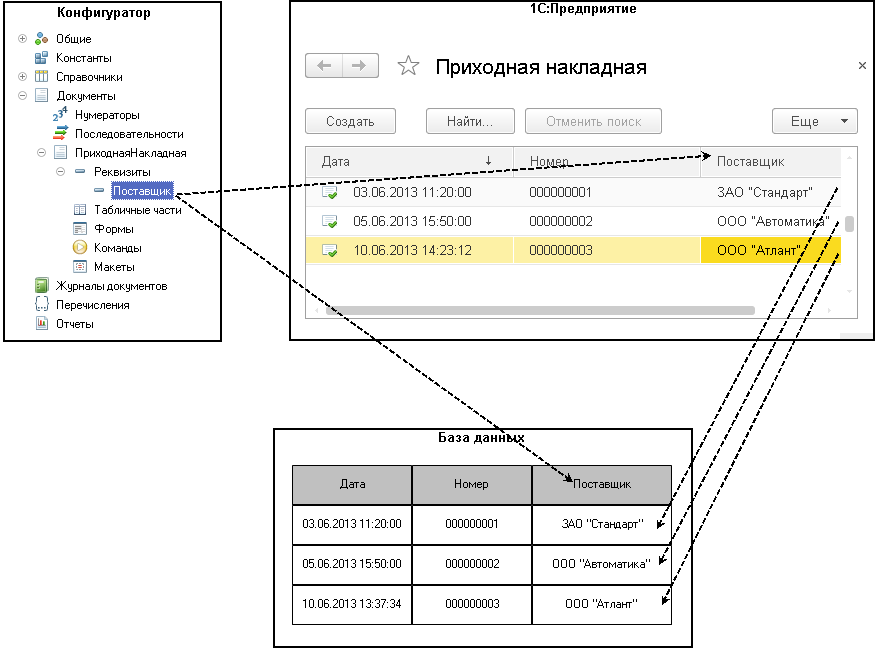 Конфигуратор
Общие
Константы
Справочники
Документы
Нумераторы
Последовательности
ПриходнаяНакладная
Реквизиты
Поставщик
Табличные части
Формы
Команды
Макеты
Журналы документов
Перечисления
Отчеты
1С:Предприятие
Приходная накладная
Создать Найти... Отменить поиск Еще
Дата Номер Поставщик
03.06.2013 11:20:00 000000001 ЗАО "Стандарт"
05.06.2013 15:50:00 000000002 ООО "Автоматика"
10.06.2013 14:23:12 000000003 ООО "Атлант"
База данных
Дата Номер Поставщик
03.06.2013 11:20:00 000000001 ЗАО "Стандарт"
05.06.2013 15:50:00 000000002 ООО "Автоматика"
10.06.2013 13:37:34 000000003 ООО "Атлант"